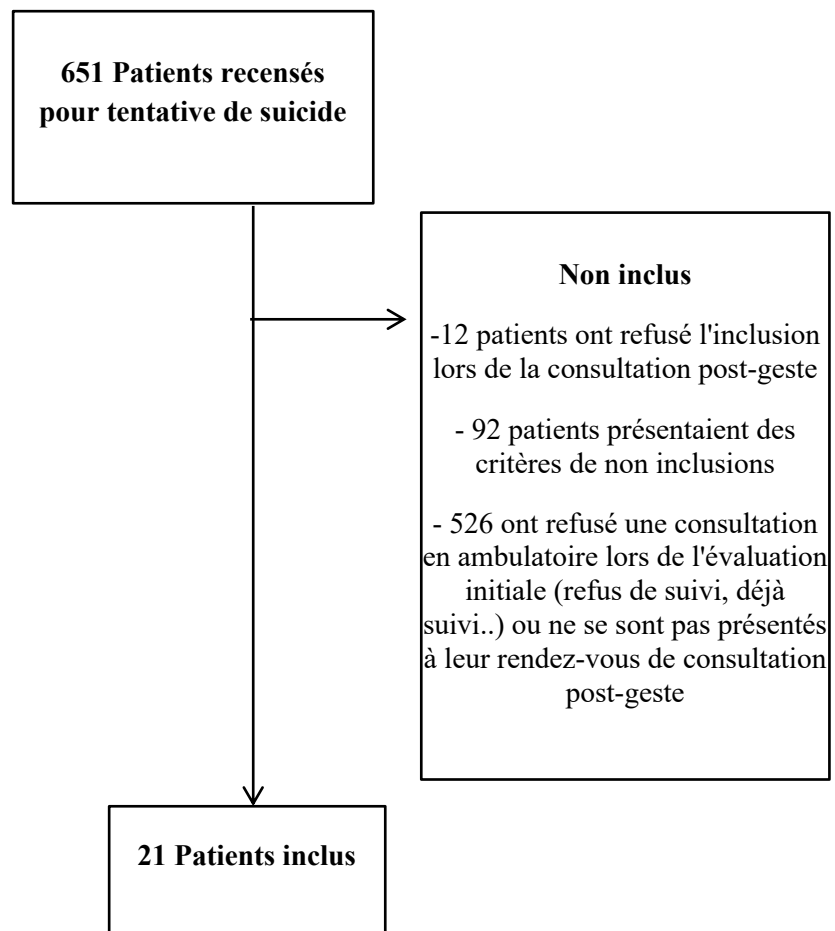 651 Patients recensés
pour tentative de suicide
Non inclus
-12 patients ont refusé l'inclusion
lors de la consultation post-geste
- 92 patients présentaient des
critères de non inclusions
- 526 ont refusé une consultation
en ambulatoire lors de l'évaluation
initiale (refus de suivi, déjà
suivi..) ou ne se sont pas présentés
à leur rendez-vous de consultation
post-geste
21 Patients inclus